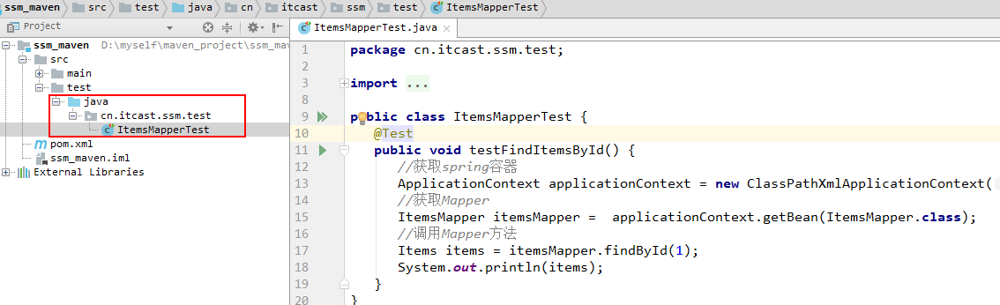 ssm_maven src test java cn itcast ssm test ItemsMapperTest
Project
ssm_maven D:\myself\maven_project\ssm_ma
src
main
test
java
cn.itcast.ssm.test
ItemsMapperTest
pom.xml
ssm_maven.iml
External Libraries
ItemsMapperTest.java
1 package cn.itcast.ssm.test;
2
3 import ...
8
9 public class ItemsMapperTest {
10 @Test
11 public void testFindItemsById() {
12 //获取spring容器
13 ApplicationContext applicationContext = new ClassPathXmlApplicationContext(
14 //获取Mapper
15 ItemsMapper itemsMapper =  applicationContext.getBean(ItemsMapper.class);
16 //调用Mapper方法
17 Items items = itemsMapper.findById(1);
18 System.out.println(items);
19 }
20 }